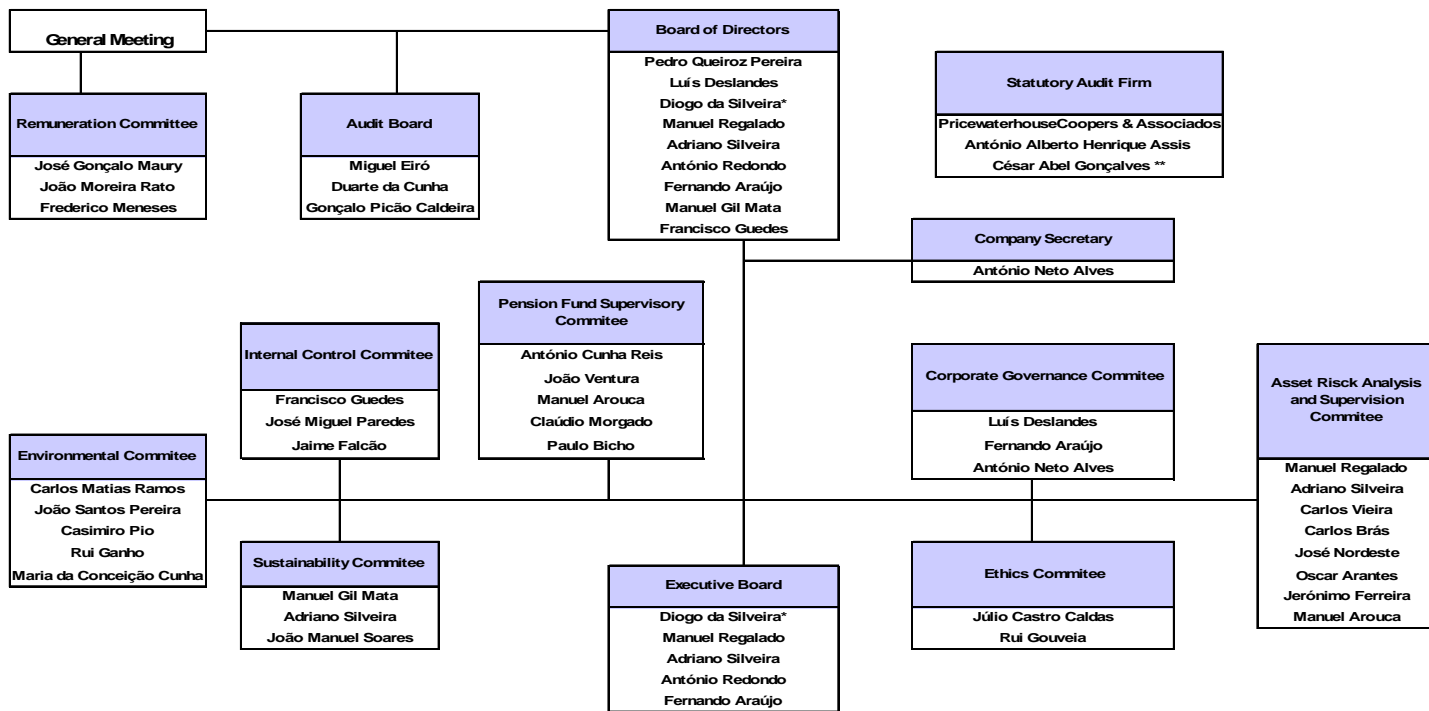 General Meeting
Board of Directors
Pedro Queiroz Pereira
Luís Deslandes
Diogo da Silveira*
Manuel Regalado
Adriano Silveira
António Redondo
Fernando Araújo
Manuel Gil Mata
Francisco Guedes
Statutory Audit Firm
PricewaterhouseCoopers & Associados
António Alberto Henrique Assis
César Abel Gonçalves **
Remuneration Committee
José Gonçalo Maury
João Moreira Rato
Frederico Meneses
Audit Board
Miguel Eiró
Duarte da Cunha
Gonçalo Picão Caldeira
Company Secretary
António Neto Alves
Pension Fund Supervisory
Commitee
António Cunha Reis
João Ventura
Manuel Arouca
Claúdio Morgado
Paulo Bicho
Internal Control Commitee
Francisco Guedes
José Miguel Paredes
Jaime Falcão
Corporate Governance Commitee
Luís Deslandes
Fernando Araújo
António Neto Alves
Asset Risck Analysis
and Supervision
Commitee
Manuel Regalado
Adriano Silveira
Carlos Vieira
Carlos Brás
José Nordeste
Oscar Arantes
Jerónimo Ferreira
Manuel Arouca
Environmental Commitee
Carlos Matias Ramos
João Santos Pereira
Casimiro Pio
Rui Ganho
Maria da Conceição Cunha
Sustainability Commitee
Manuel Gil Mata
Adriano Silveira
João Manuel Soares
Executive Board
Diogo da Silveira*
Manuel Regalado
Adriano Silveira
António Redondo
Fernando Araújo
Ethics Commitee
Júlio Castro Caldas
Rui Gouveia